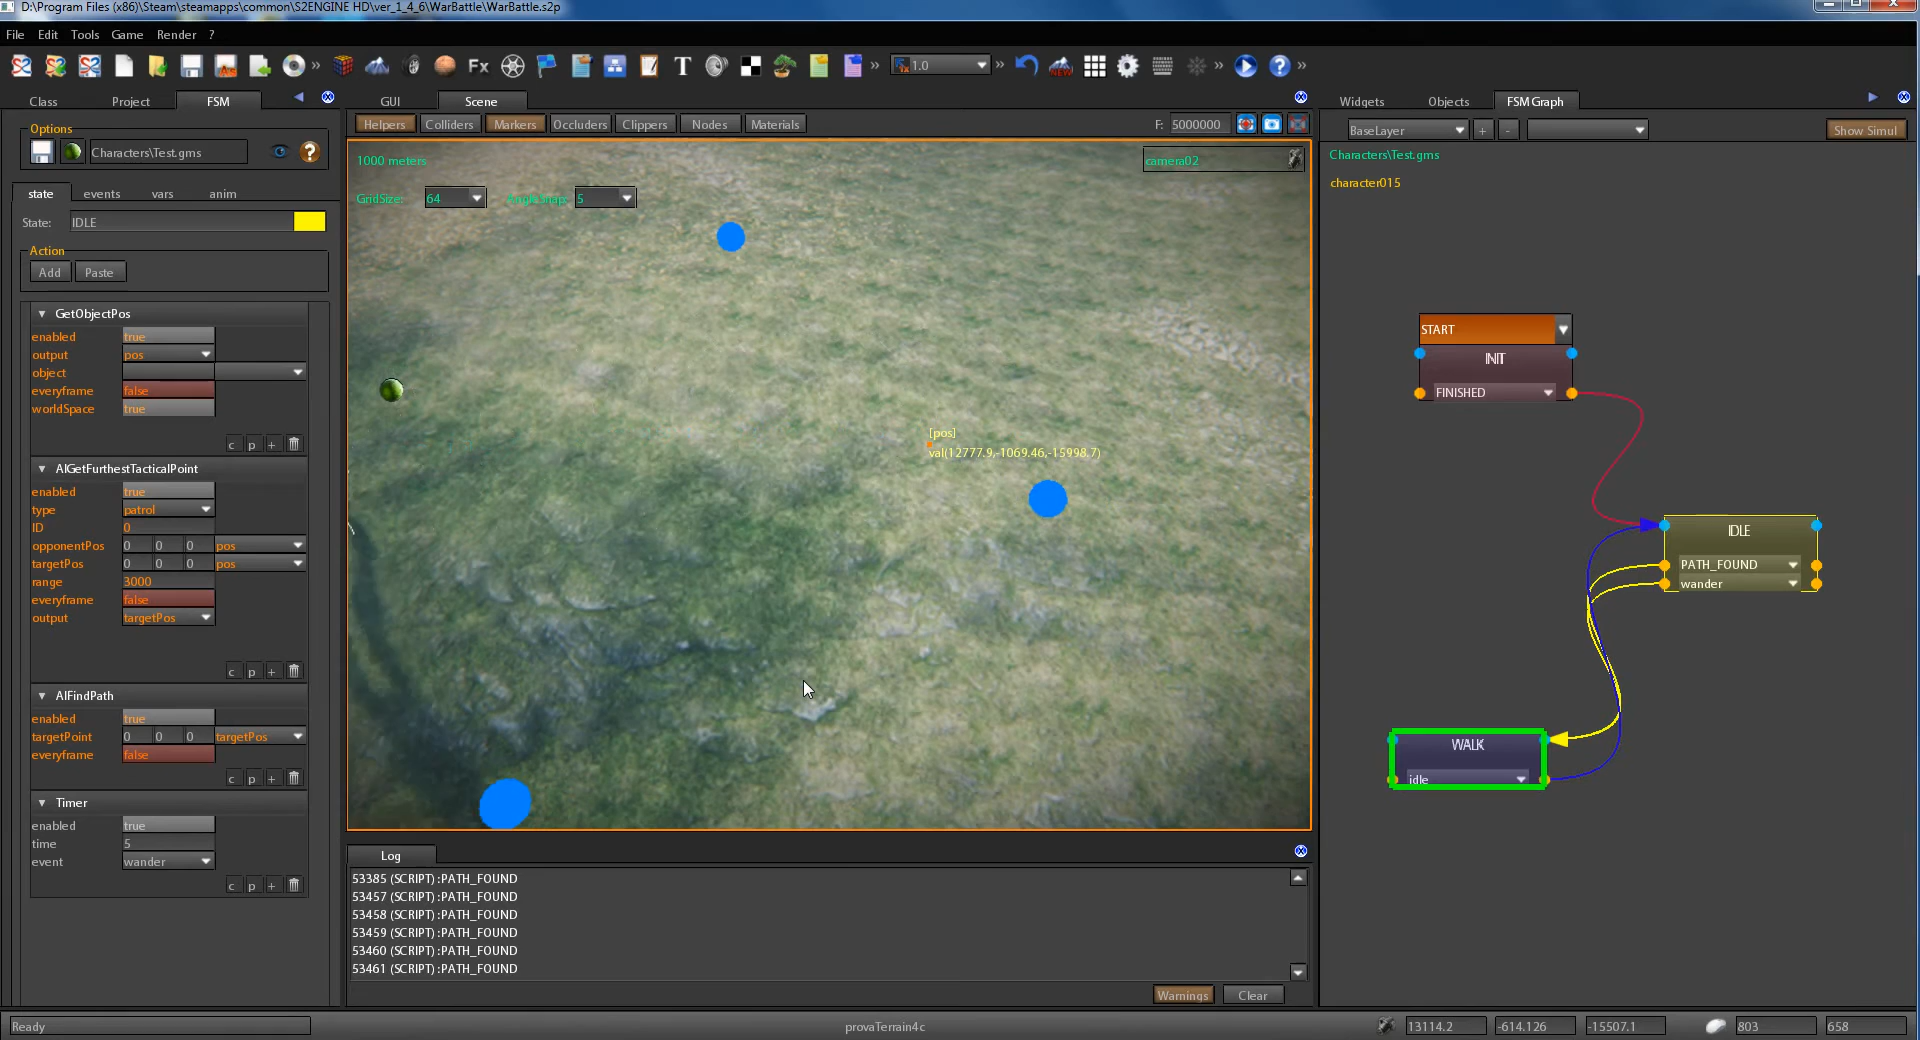 D:\Program Files (x86)\Steam\steamapps\common\S2ENGINE HD\ver_1_4_6\WarBattle\WarBattle.s2p
File Edit Tools Game Render ?
Fx T 1.0
Class Project FSM
GUI Scene
Widgets Objects FSM Graph
Options
Characters\Test.gms
state events vars anim
State: IDLE
Action
Add Paste
GetObjectPos
enabled true
output pos
object
everyframe false
worldSpace true
c p +
AIGetFurthestTacticalPoint
enabled true
type patrol
ID 0
opponentPos 0 0 0 pos
targetPos 0 0 0 pos
range 3000
everyframe false
output targetPos
c p +
AIFindPath
enabled true
targetPoint 0 0 0 targetPos
everyframe false
c p +
Timer
enabled true
time 5
event wander
c p +
Helpers Colliders Markers Occluders Clippers Nodes Materials F: 5000000
1000 meters camera02
GridSize: 64 AngleSnap: 5
[pos]
val(12777.9,-1069.46,-15998.7)
Log
53385 (SCRIPT) :PATH_FOUND
53457 (SCRIPT) :PATH_FOUND
53458 (SCRIPT) :PATH_FOUND
53459 (SCRIPT) :PATH_FOUND
53460 (SCRIPT) :PATH_FOUND
53461 (SCRIPT) :PATH_FOUND
Warnings Clear
BaseLayer + - Show Simul
Characters\Test.gms
character015
START
INIT
FINISHED
IDLE
PATH_FOUND
wander
WALK
idle
Ready provaTerrain4c 13114.2 -614.126 -15507.1 803 658